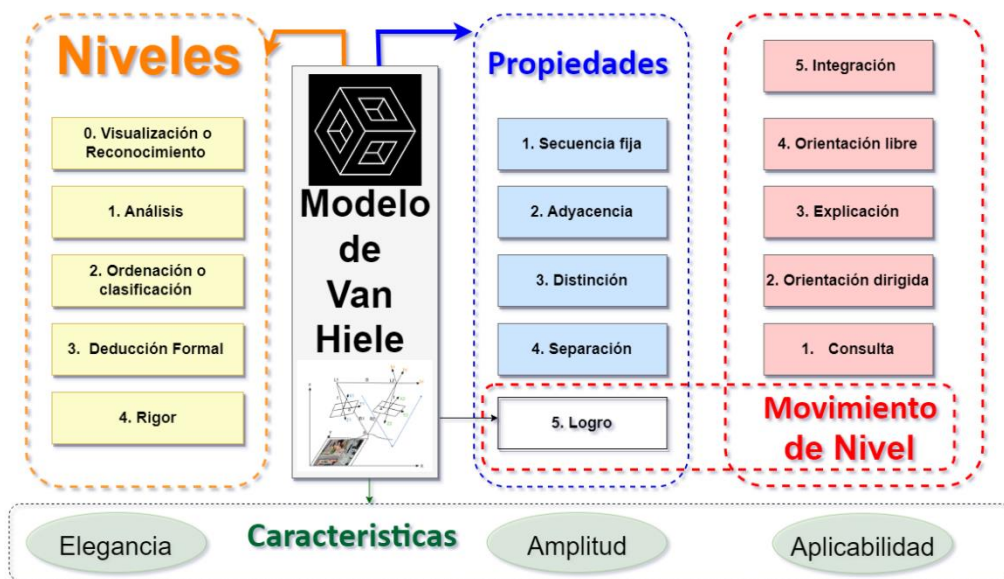 Niveles
0. Visualización o
Reconocimiento
1. Análisis
2. Ordenación o
clasificación
3. Deducción Formal
4. Rigor
Modelo
de
Van
Hiele
Propiedades
1. Secuencia fija
2. Adyacencia
3. Distinción
4. Separación
5. Logro
5. Integración
4. Orientación libre
3. Explicación
2. Orientación dirigida
1. Consulta
Movimiento
de Nivel
Caracteristicas
Elegancia
Amplitud
Aplicabilidad